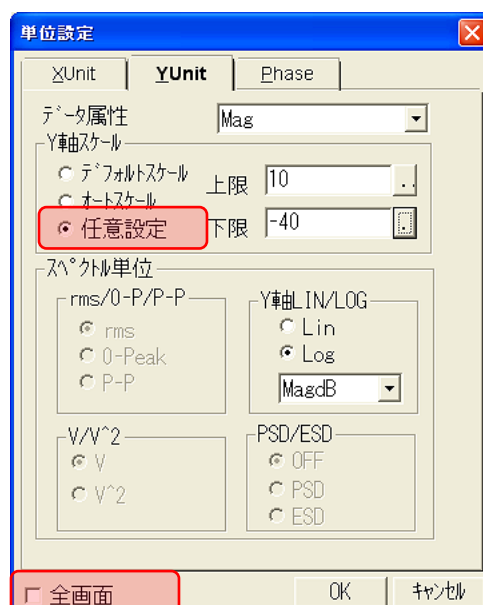 単位設定
XUnit YUnit Phase
データ属性 Mag
Y軸スケール
デフォルトスケール
上限 10 ..
オートスケール
任意設定 下限 -40 .
スペクトル単位
rms/0-P/P-P
rms
0-Peak
P-P
Y軸LIN/LOG
Lin
Log
MagdB
V/V^2
V
V^2
PSD/ESD
OFF
PSD
ESD
全画面 OK キャンセル